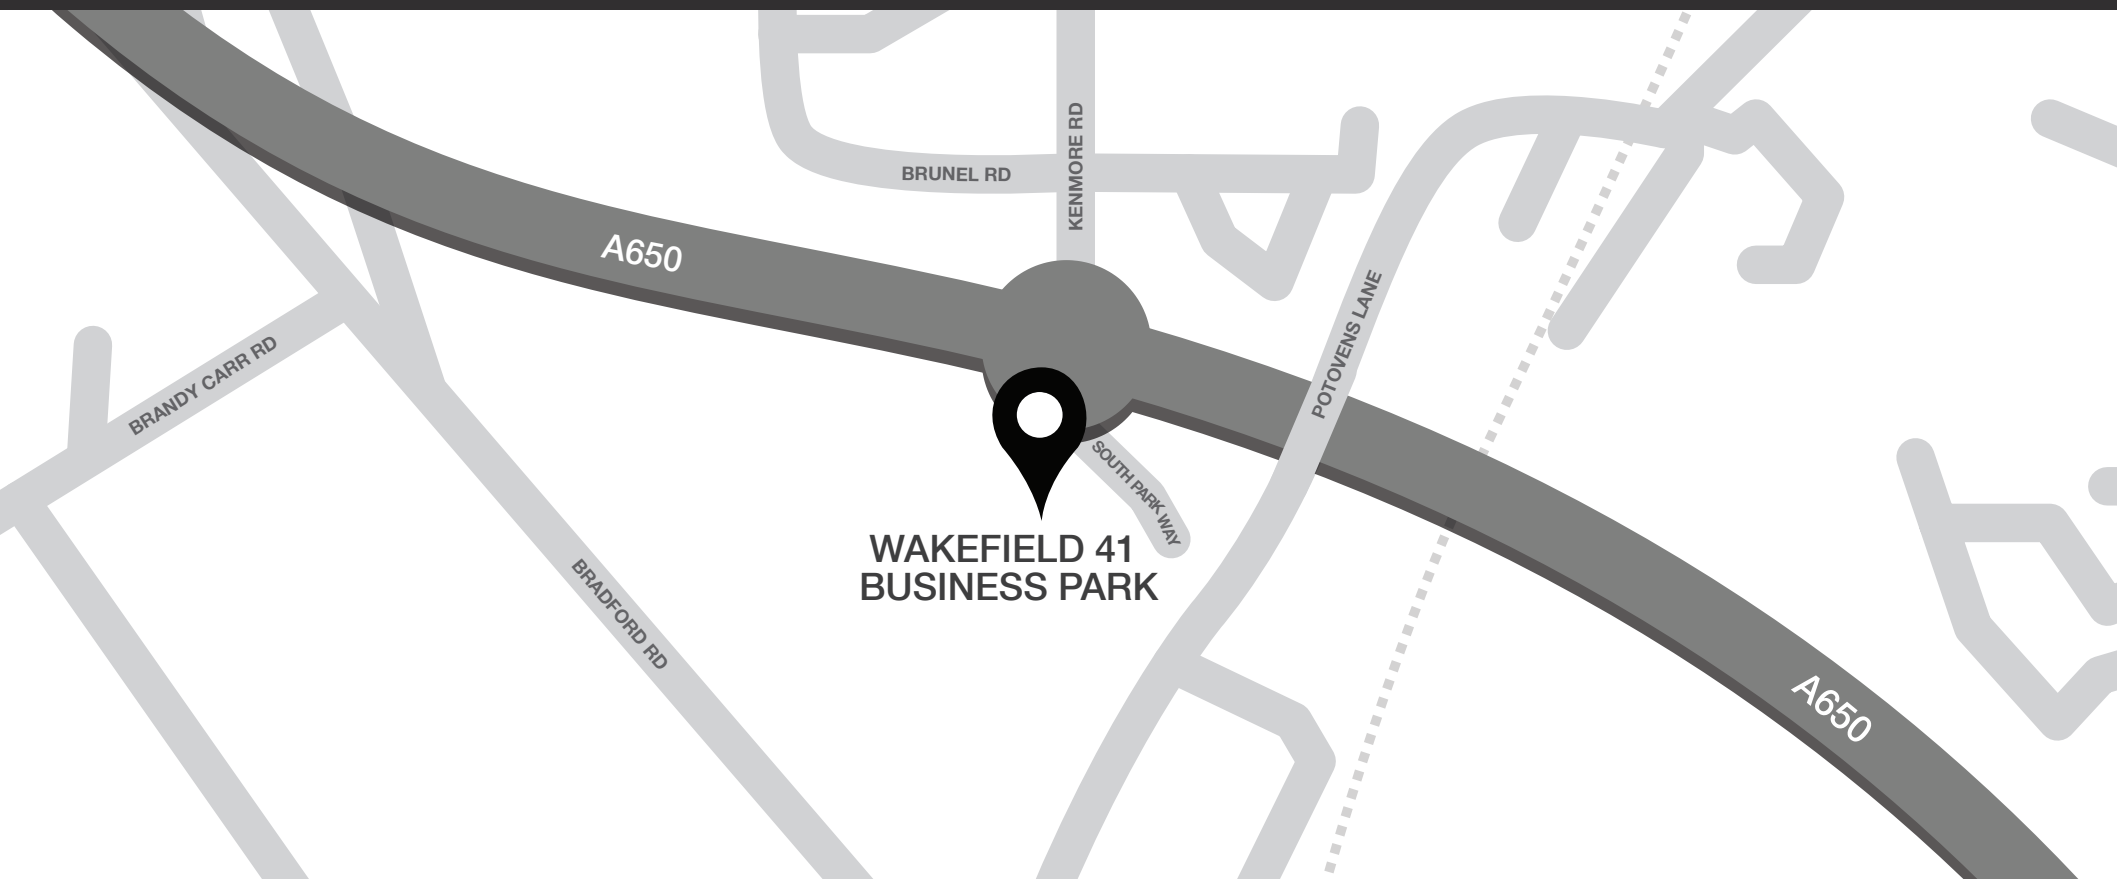 KENMORE RD
BRUNEL RD
A650
POTOVENS LANE
BRANDY CARR RD
SOUTH PARK WAY
WAKEFIELD 41
BUSINESS PARK
BRADFORD RD
A650